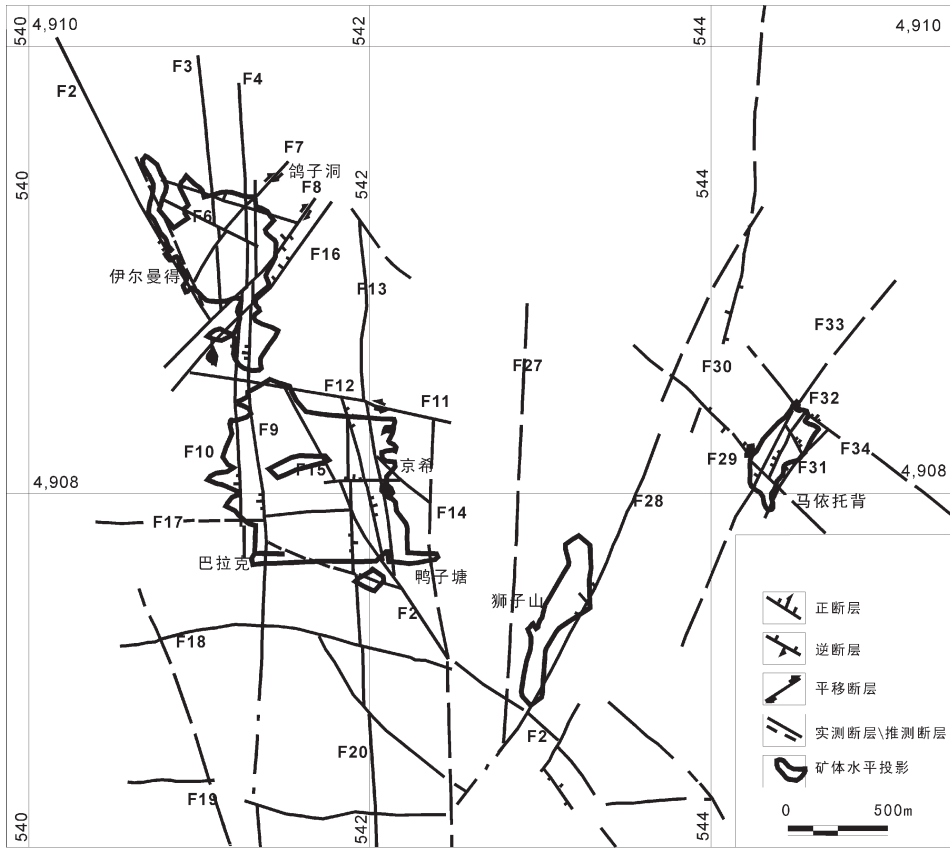 540
4,910
542
544
4,910
F3
F4
F2
F7
鸽子洞
F8
540
542
544
F6
F16
伊尔曼得
F13
F33
F27
F30
F12
F11
F32
F9
F10
F15
京希
F29
F31
F34
4,908
4,908
F28
F14
马依托背
F17
巴拉克
鸭子塘
狮子山
F2
F18
F2
F20
F19
540
542
544
正断层
逆断层
平移断层
实测断层\推测断层
矿体水平投影
0 500m